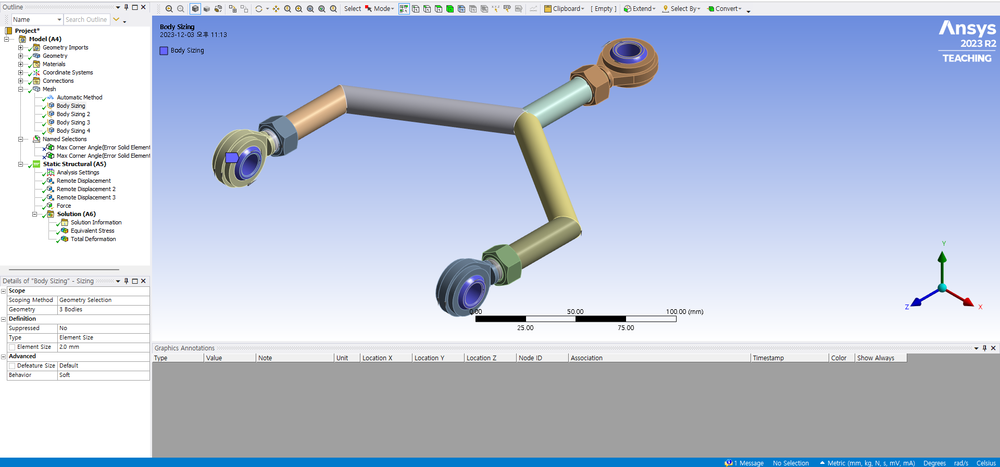 Outline
Name
Search Outline
Project*
Model (A4)
Geometry Imports
Geometry
Materials
Coordinate Systems
Connections
Mesh
Automatic Method
Body Sizing
Body Sizing 2
Body Sizing 3
Body Sizing 4
Named Selections
Max Corner Angle(Error Solid Element
Max Corner Angle(Error Solid Element
Static Structural (A5)
Analysis Settings
Remote Displacement
Remote Displacement 2
Remote Displacement 3
Force
Solution (A6)
Solution Information
Equivalent Stress
Total Deformation
Details of "Body Sizing" - Sizing
Scope
Scoping Method Geometry Selection
Geometry 3 Bodies
Definition
Suppressed No
Type Element Size
Element Size 2.0 mm
Advanced
Defeature Size Default
Behavior Soft
Select Mode Clipboard [ Empty ] Extend Select By Convert
Body Sizing
2023-12-03 오후 11:13
Body Sizing
Ansys
2023 R2
TEACHING
Y
Z
X
0.00 50.00 100.00 (mm)
25.00 75.00
Graphics Annotations
Type Value Note Unit Location X Location Y Location Z Node ID Association Timestamp Color Show Always
1 Message No Selection Metric (mm, kg, N, s, mV, mA) Degrees rad/s Celsius